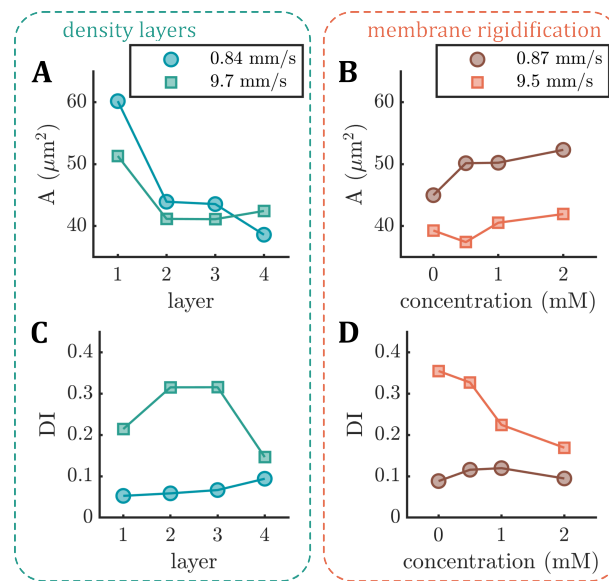 density layers
membrane rigidification
A
0.84 mm/s
9.7 mm/s
B
0.87 mm/s
9.5 mm/s
60
50
40
A (μm²)
1 2 3 4
layer
60
50
40
A (μm²)
0 1 2
concentration (mM)
C
0.4
0.3
0.2
0.1
0
DI
1 2 3 4
layer
D
0.4
0.3
0.2
0.1
0
DI
0 1 2
concentration (mM)